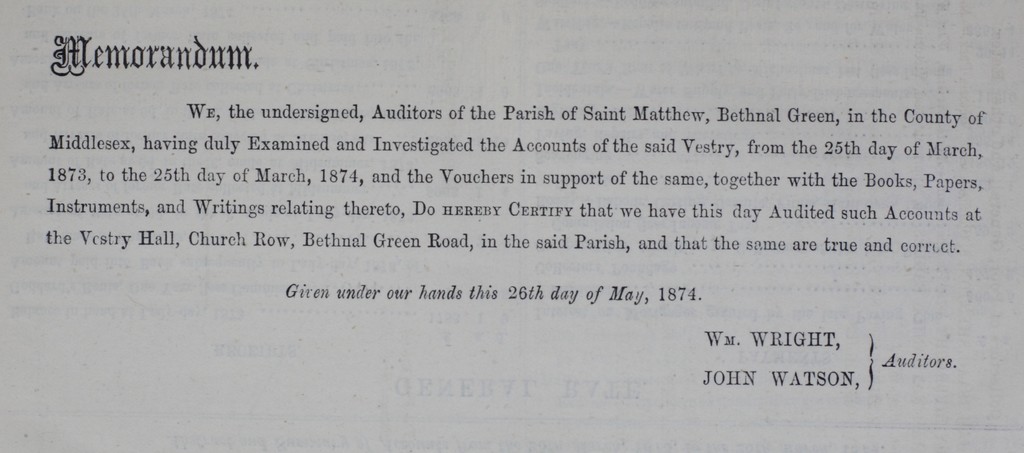 Memorandum.
WE, the undersigned, Auditors of the Parish of Saint Matthew, Bethnal Green, in the County of
Middlesex, having duly Examined and Investigated the Accounts of the said Vestry, from the 25th day of March,
1873, to the 25th day of March, 1874, and the Vouchers in support of the same, together with the Books, Papers,
Instruments, and Writings relating thereto, DO HEREBY CERTIFY that we have this day Audited such Accounts at
the Vestry Hall, Church Row, Bethnal Green Road, in the said Parish, and that the same are true and correct.
Given under our hands this 26th day of May, 1874.
WM. WRIGHT,
JOHN WATSON,
Auditors.
GENERAL RATE